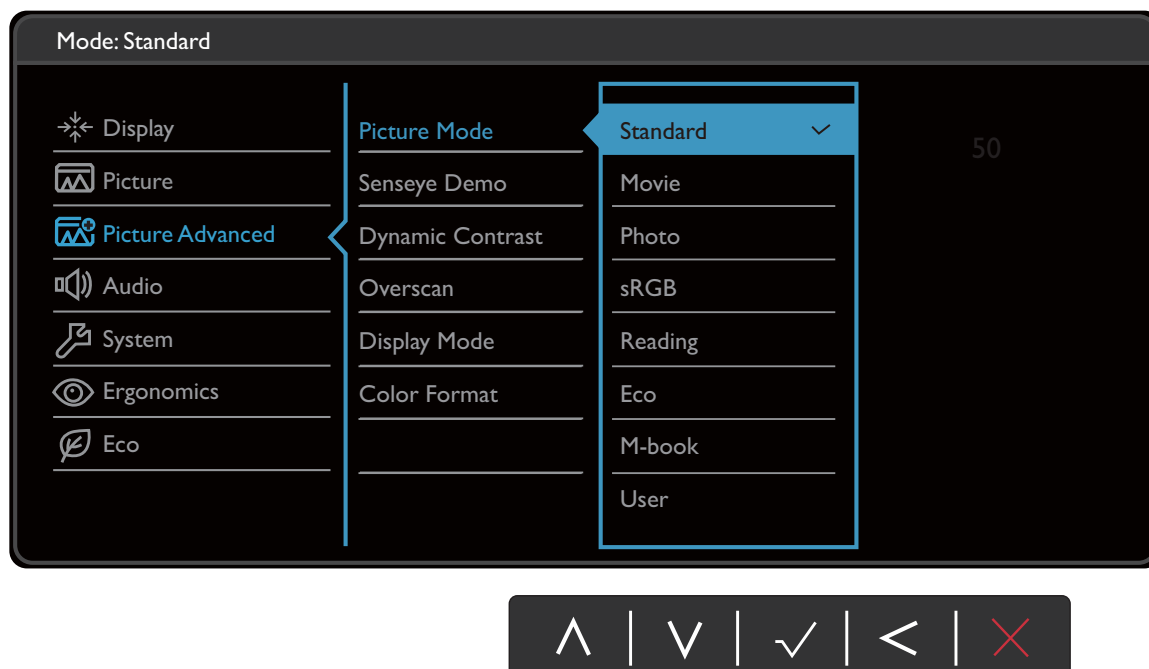 Mode: Standard
Display
Picture
Picture Advanced
Audio
System
Ergonomics
Eco
Picture Mode
Senseye Demo
Dynamic Contrast
Overscan
Display Mode
Color Format
Standard
Movie
Photo
sRGB
Reading
Eco
M-book
User
50